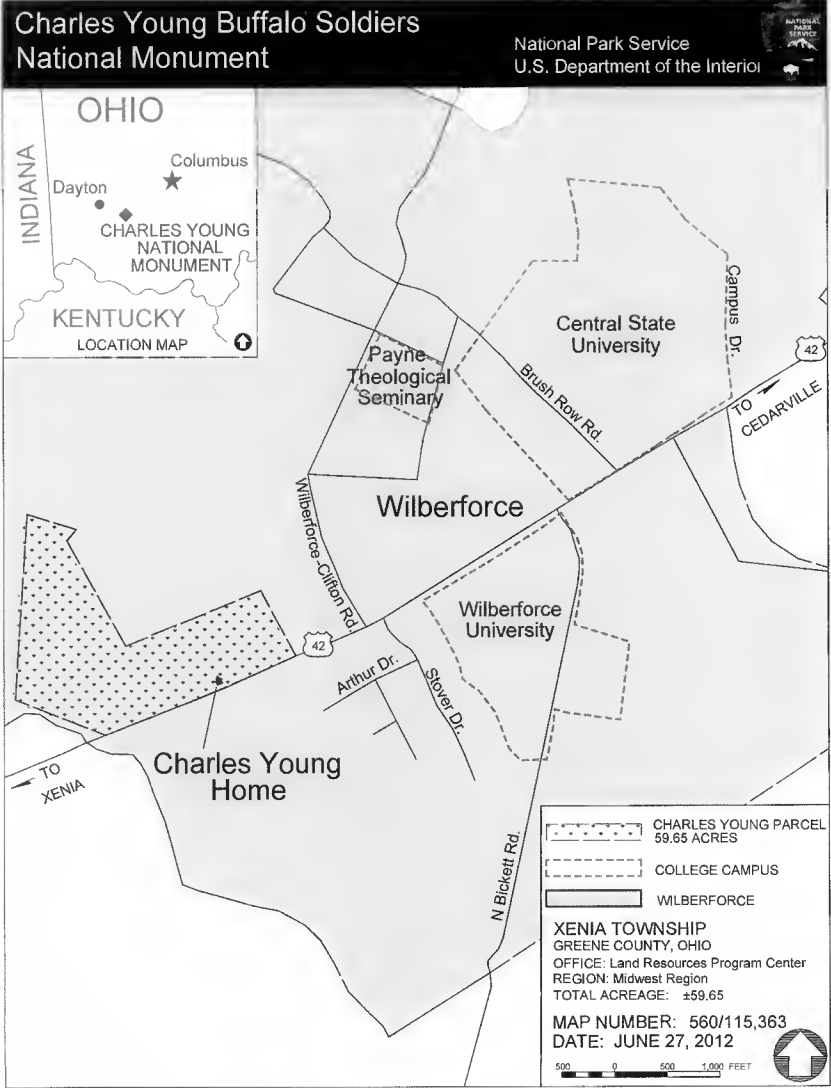 Charles Young Buffalo Soldiers
National Monument
National Park Service
U.S. Department of the Interior
NATIONAL
PARK
SERVICE
OHIO
INDIANA
Columbus
Dayton
CHARLES YOUNG
NATIONAL
MONUMENT
KENTUCKY
LOCATION MAP
Central State
University
Campus Dr.
42
TO
CEDARVILLE
Payne
Theological
Seminary
Brush Row Rd.
Wilberforce
Wilberforce-Clifton Rd.
Wilberforce
University
42
Arthur Dr.
Stover Dr.
Charles Young
Home
TO
XENIA
N Bickett Rd.
CHARLES YOUNG PARCEL
59.65 ACRES
COLLEGE CAMPUS
WILBERFORCE
XENIA TOWNSHIP
GREENE COUNTY, OHIO
OFFICE: Land Resources Program Center
REGION: Midwest Region
TOTAL ACREAGE: ±59.65
MAP NUMBER: 560/115,363
DATE: JUNE 27, 2012
500 0 500 1,000 FEET